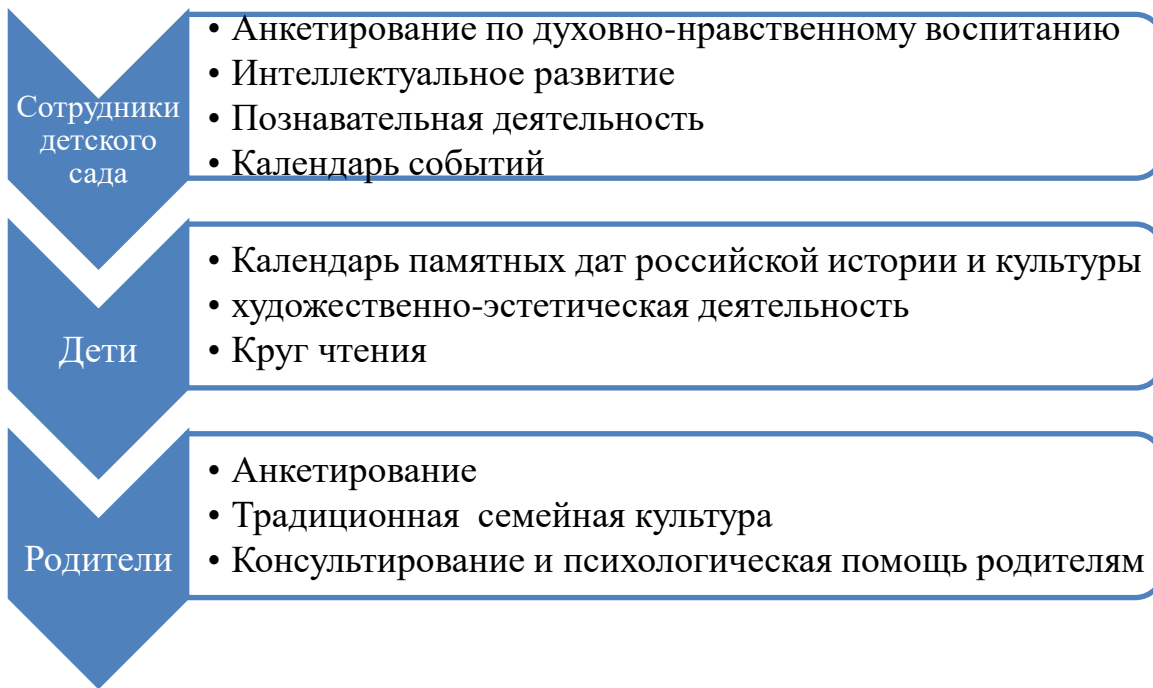 Сотрудники
детского
сада
• Анкетирование по духовно-нравственному воспитанию
• Интеллектуальное развитие
• Познавательная деятельность
• Календарь событий
Дети
• Календарь памятных дат российской истории и культуры
• художественно-эстетическая деятельность
• Круг чтения
Родители
• Анкетирование
• Традиционная семейная культура
• Консультирование и психологическая помощь родителям